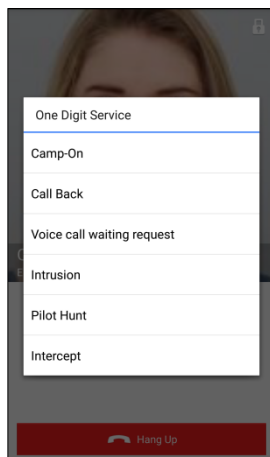 One Digit Service
Camp-On
Call Back
Voice call waiting request
Intrusion
Pilot Hunt
Intercept
Hang Up